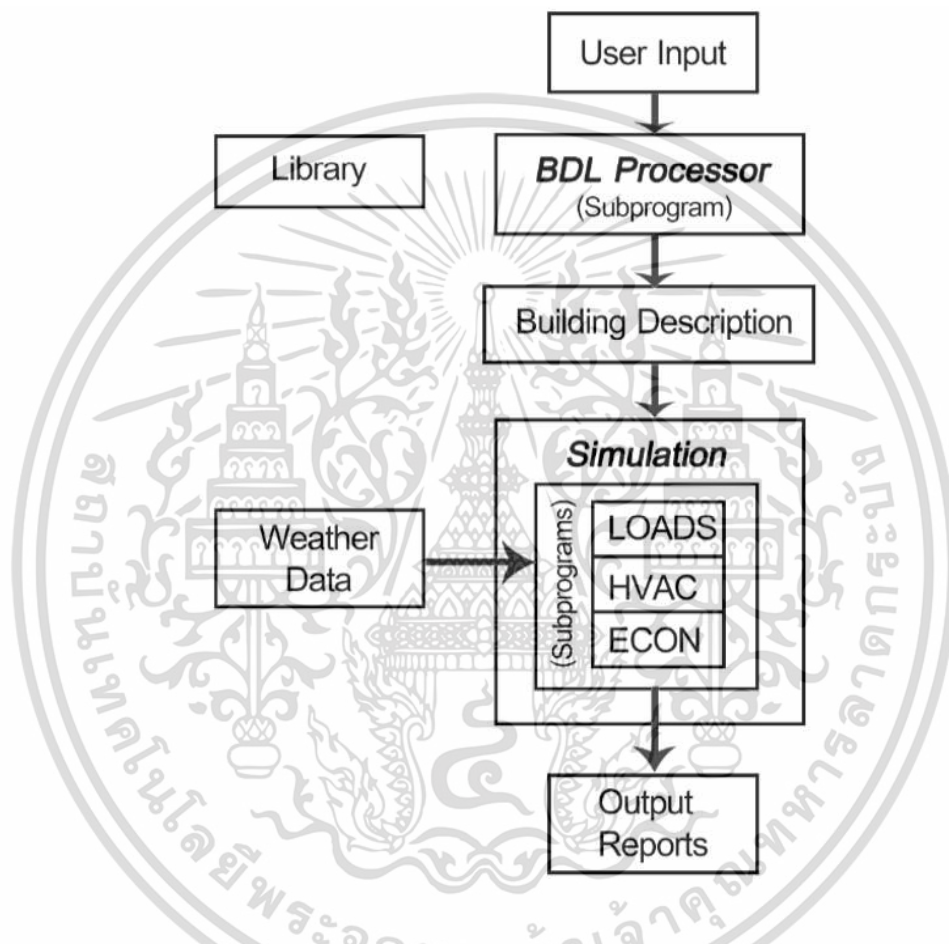 User Input
Library
BDL Processor
(Subprogram)
Building Description
Simulation
(Subprograms)
LOADS
HVAC
ECON
Weather
Data
Output
Reports